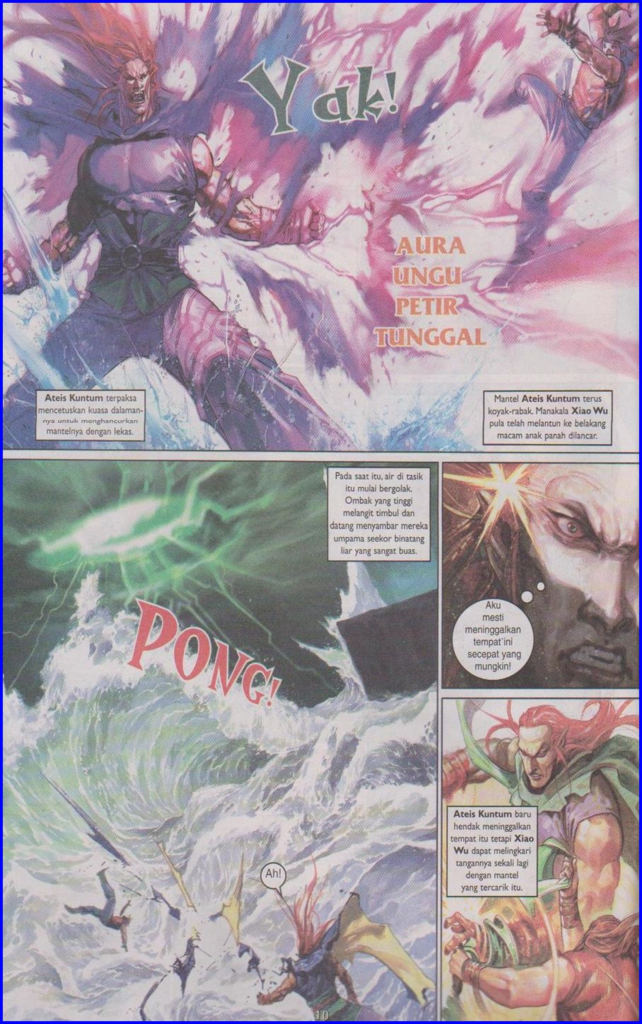 Yak!
AURA
UNGU
PETIR
TUNGGAL
Ateis Kuntum terpaksa
mencetuskan kuasa dalaman-
nya untuk menghancurkan
mantelnya dengan lekas.
Mantel Ateis Kuntum terus
koyak-rabak. Manakala Xiao Wu
pula telah melantun ke belakang
macam anak panah dilancar.
Pada saat itu, air di tasik
itu mulai bergolak.
Ombak yang tinggi
melangit timbul dan
datang menyambar mereka
umpama seekor binatang
liar yang sangat buas.
PONG!
Ah!
Aku
mesti
meninggalkan
tempat ini
secepat yang
mungkin!
Ateis Kuntum baru
hendak meninggalkan
tempat itu tetapi Xiao
Wu dapat melingkari
tangannya sekali lagi
dengan mantel
yang tercarik itu.
10